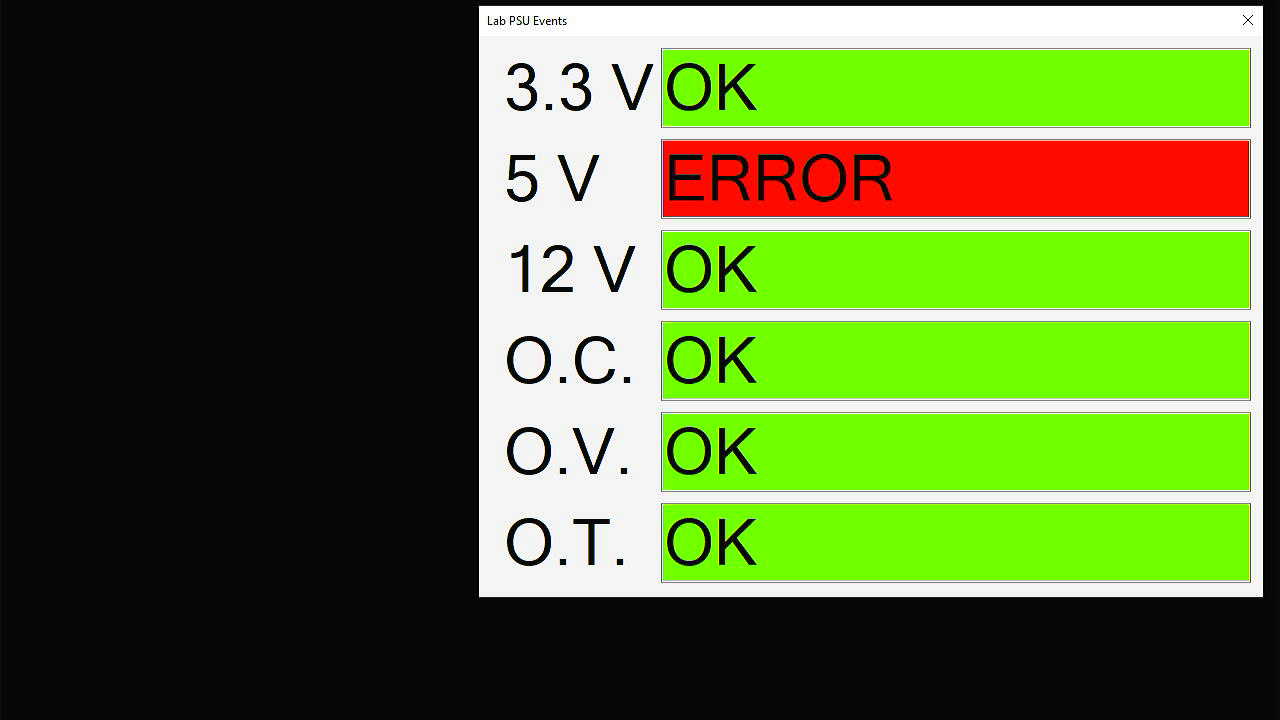 Lab PSU Events
3.3 V OK
5 V ERROR
12 V OK
O.C. OK
O.V. OK
O.T. OK